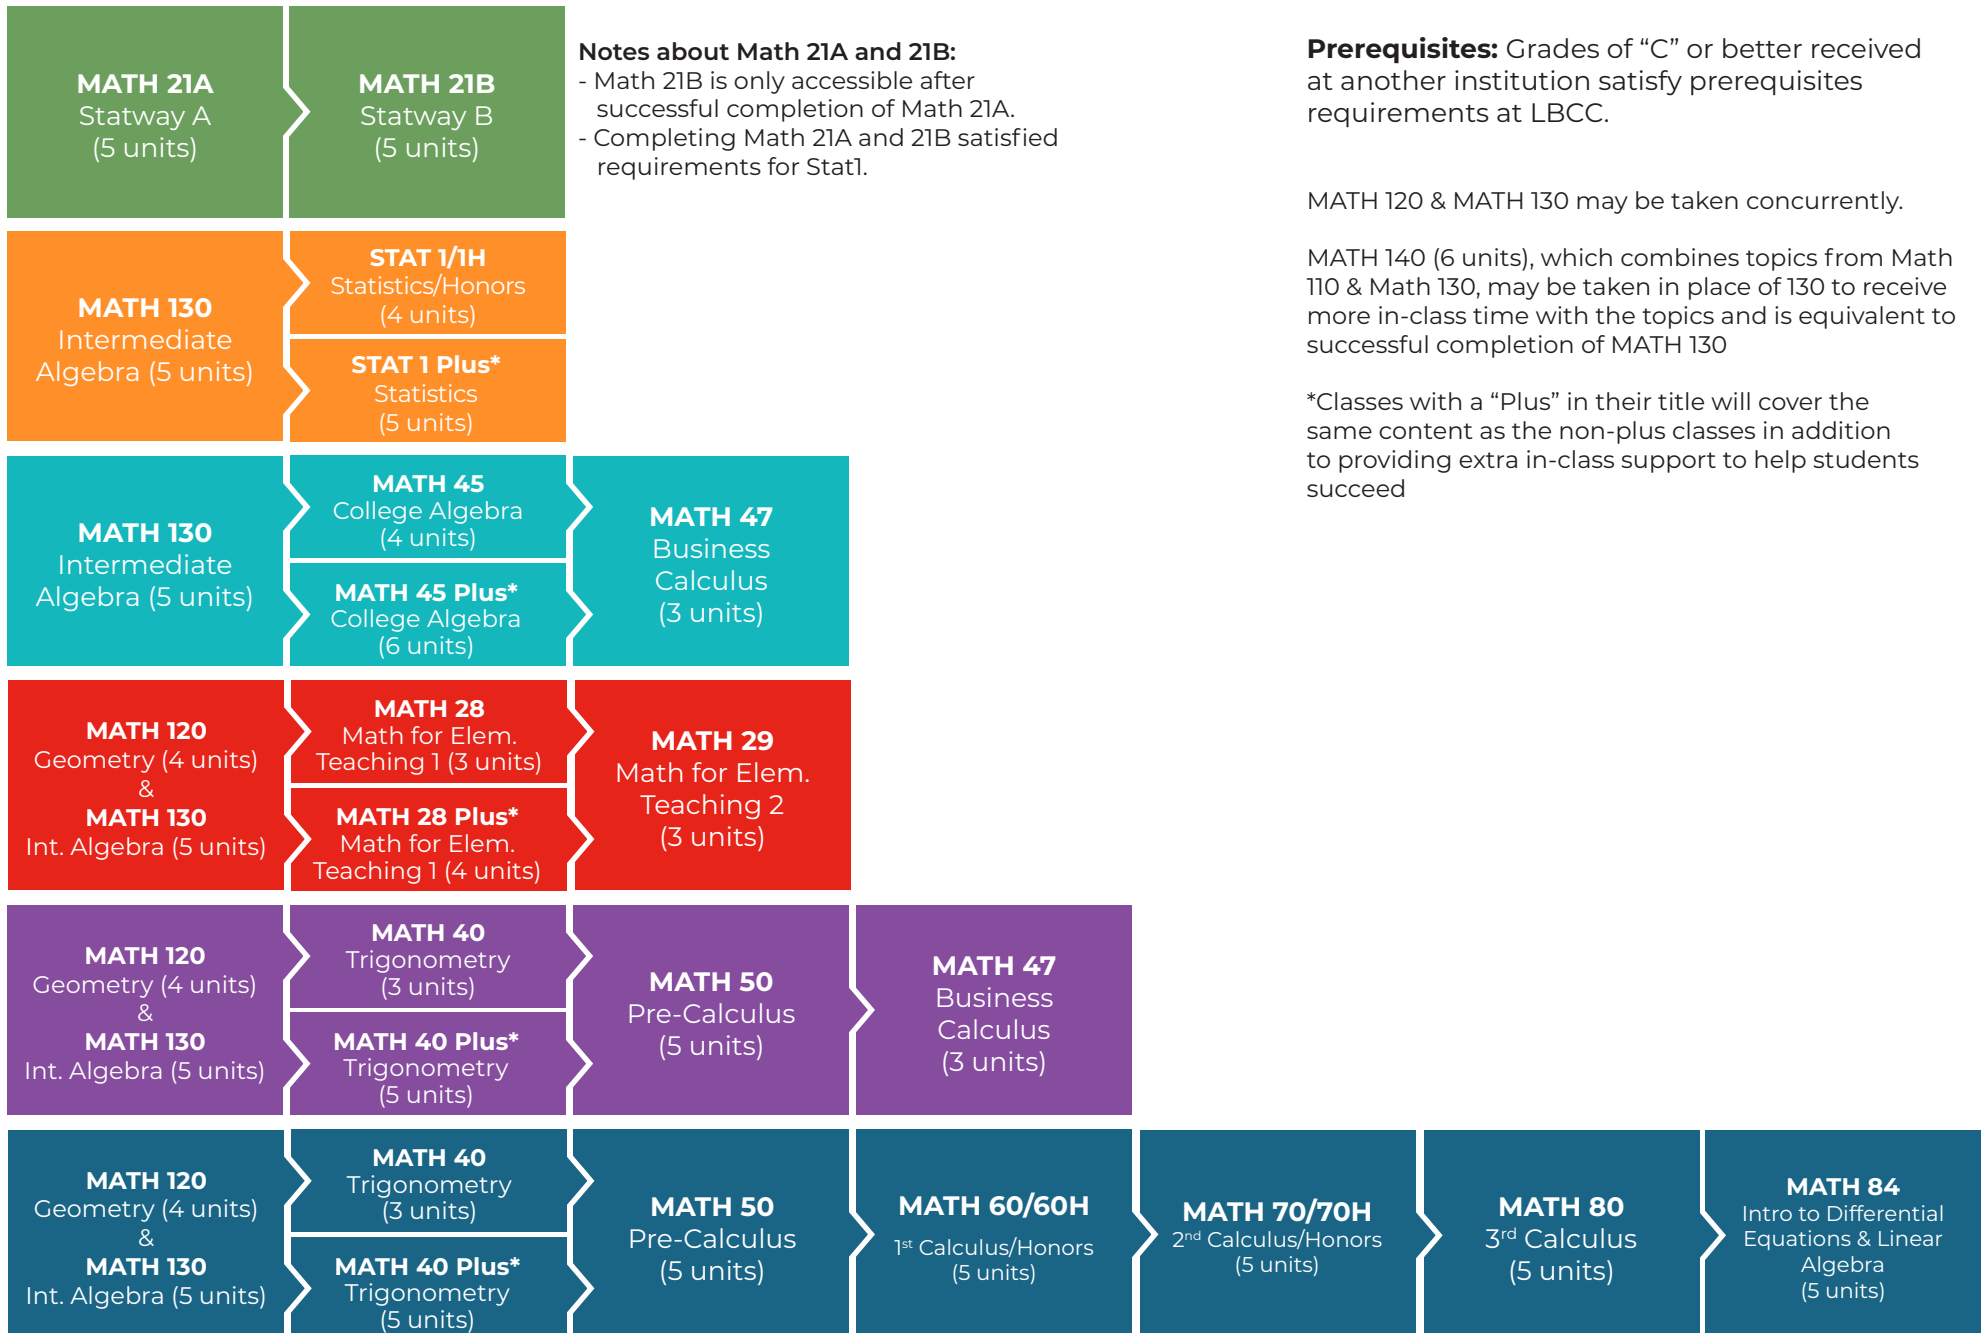 MATH 21A
Statway A
(5 units)
MATH 21B
Statway B
(5 units)
Notes about Math 21A and 21B:
- Math 21B is only accessible after
successful completion of Math 21A.
- Completing Math 21A and 21B satisfied
requirements for Stat1.
Prerequisites: Grades of “C” or better received
at another institution satisfy prerequisites
requirements at LBCC.
MATH 120 & MATH 130 may be taken concurrently.
MATH 140 (6 units), which combines topics from Math
110 & Math 130, may be taken in place of 130 to receive
more in-class time with the topics and is equivalent to
successful completion of MATH 130
*Classes with a “Plus” in their title will cover the
same content as the non-plus classes in addition
to providing extra in-class support to help students
succeed
MATH 130
Intermediate
Algebra (5 units)
STAT 1/1H
Statistics/Honors
(4 units)
STAT 1 Plus*
Statistics
(5 units)
MATH 130
Intermediate
Algebra (5 units)
MATH 45
College Algebra
(4 units)
MATH 45 Plus*
College Algebra
(6 units)
MATH 47
Business
Calculus
(3 units)
MATH 120
Geometry (4 units)
&
MATH 130
Int. Algebra (5 units)
MATH 28
Math for Elem.
Teaching 1 (3 units)
MATH 28 Plus*
Math for Elem.
Teaching 1 (4 units)
MATH 29
Math for Elem.
Teaching 2
(3 units)
MATH 120
Geometry (4 units)
&
MATH 130
Int. Algebra (5 units)
MATH 40
Trigonometry
(3 units)
MATH 40 Plus*
Trigonometry
(5 units)
MATH 50
Pre-Calculus
(5 units)
MATH 47
Business
Calculus
(3 units)
MATH 120
Geometry (4 units)
&
MATH 130
Int. Algebra (5 units)
MATH 40
Trigonometry
(3 units)
MATH 40 Plus*
Trigonometry
(5 units)
MATH 50
Pre-Calculus
(5 units)
MATH 60/60H
1st Calculus/Honors
(5 units)
MATH 70/70H
2nd Calculus/Honors
(5 units)
MATH 80
3rd Calculus
(5 units)
MATH 84
Intro to Differential
Equations & Linear
Algebra
(5 units)